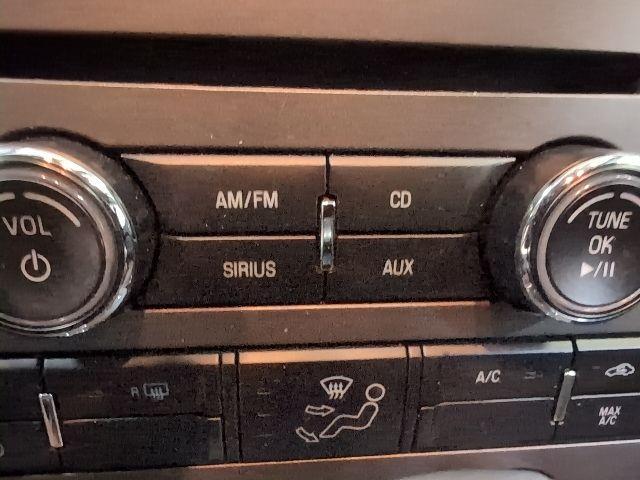 VOL
AM/FM
CD
TUNE
OK
▶/II
SIRIUS
AUX
R
A/C
MAX
A/C